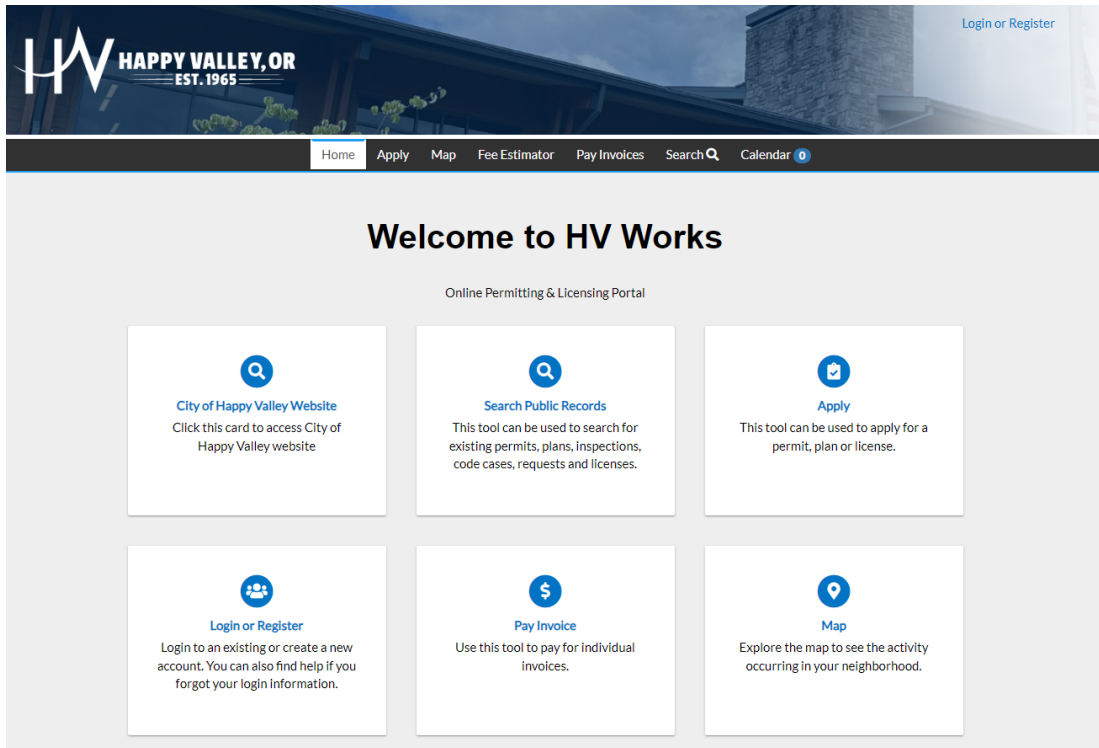 Login or Register
HV HAPPY VALLEY, OR
EST. 1965
Home Apply Map Fee Estimator Pay Invoices Search Calendar 0
Welcome to HV Works
Online Permitting & Licensing Portal
City of Happy Valley Website
Click this card to access City of
Happy Valley website
Search Public Records
This tool can be used to search for
existing permits, plans, inspections,
code cases, requests and licenses.
Apply
This tool can be used to apply for a
permit, plan or license.
Login or Register
Login to an existing or create a new
account. You can also find help if you
forgot your login information.
Pay Invoice
Use this tool to pay for individual
invoices.
Map
Explore the map to see the activity
occurring in your neighborhood.